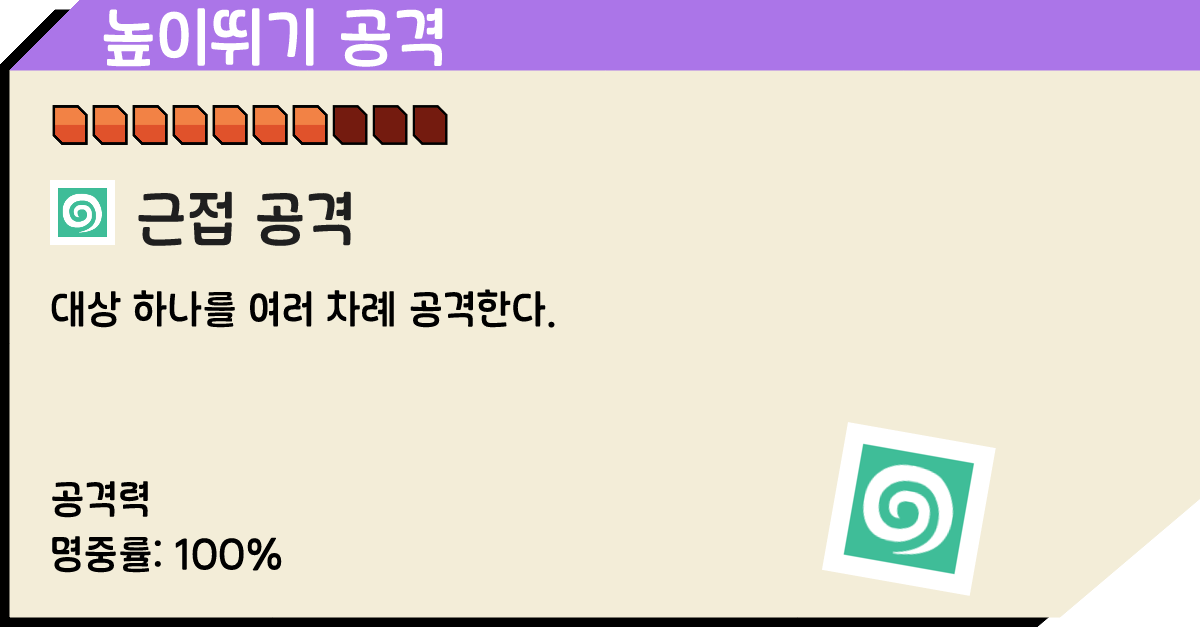 높이뛰기 공격
근접 공격
대상 하나를 여러 차례 공격한다.
공격력
명중률: 100%